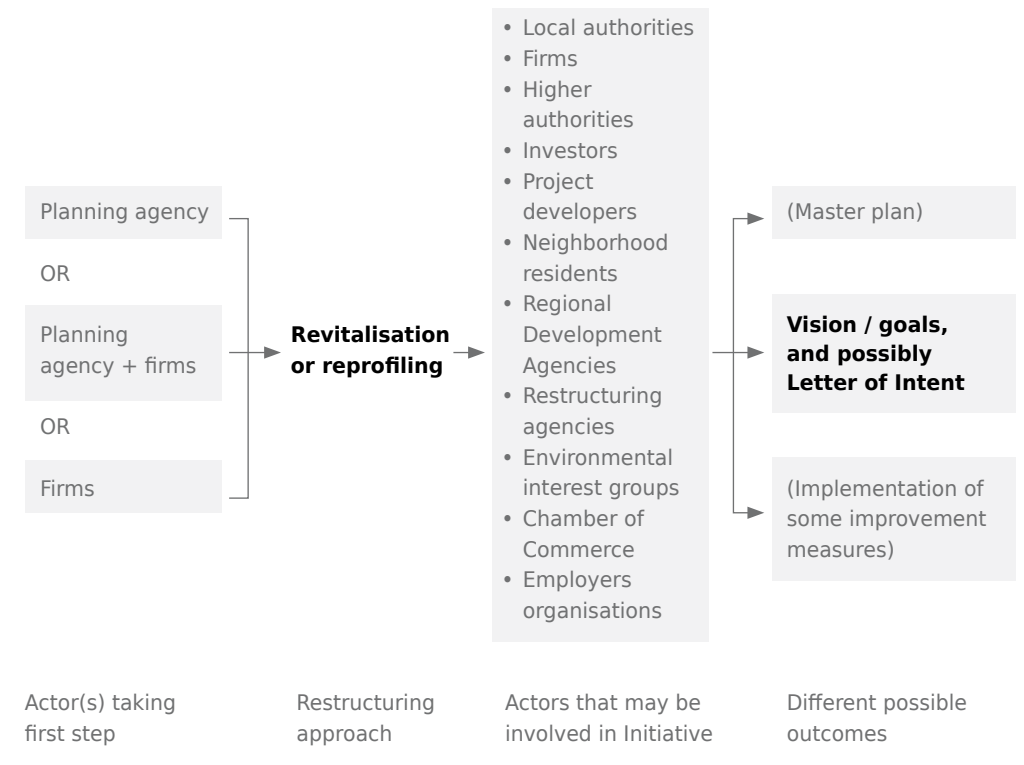 Planning agency
OR
Planning
agency + firms
OR
Firms
Revitalisation
or reprofiling
• Local authorities
• Firms
• Higher
authorities
• Investors
• Project
developers
• Neighborhood
residents
• Regional
Development
Agencies
• Restructuring
agencies
• Environmental
interest groups
• Chamber of
Commerce
• Employers
organisations
(Master plan)
Vision / goals,
and possibly
Letter of Intent
(Implementation of
some improvement
measures)
Actor(s) taking
first step
Restructuring
approach
Actors that may be
involved in Initiative
Different possible
outcomes